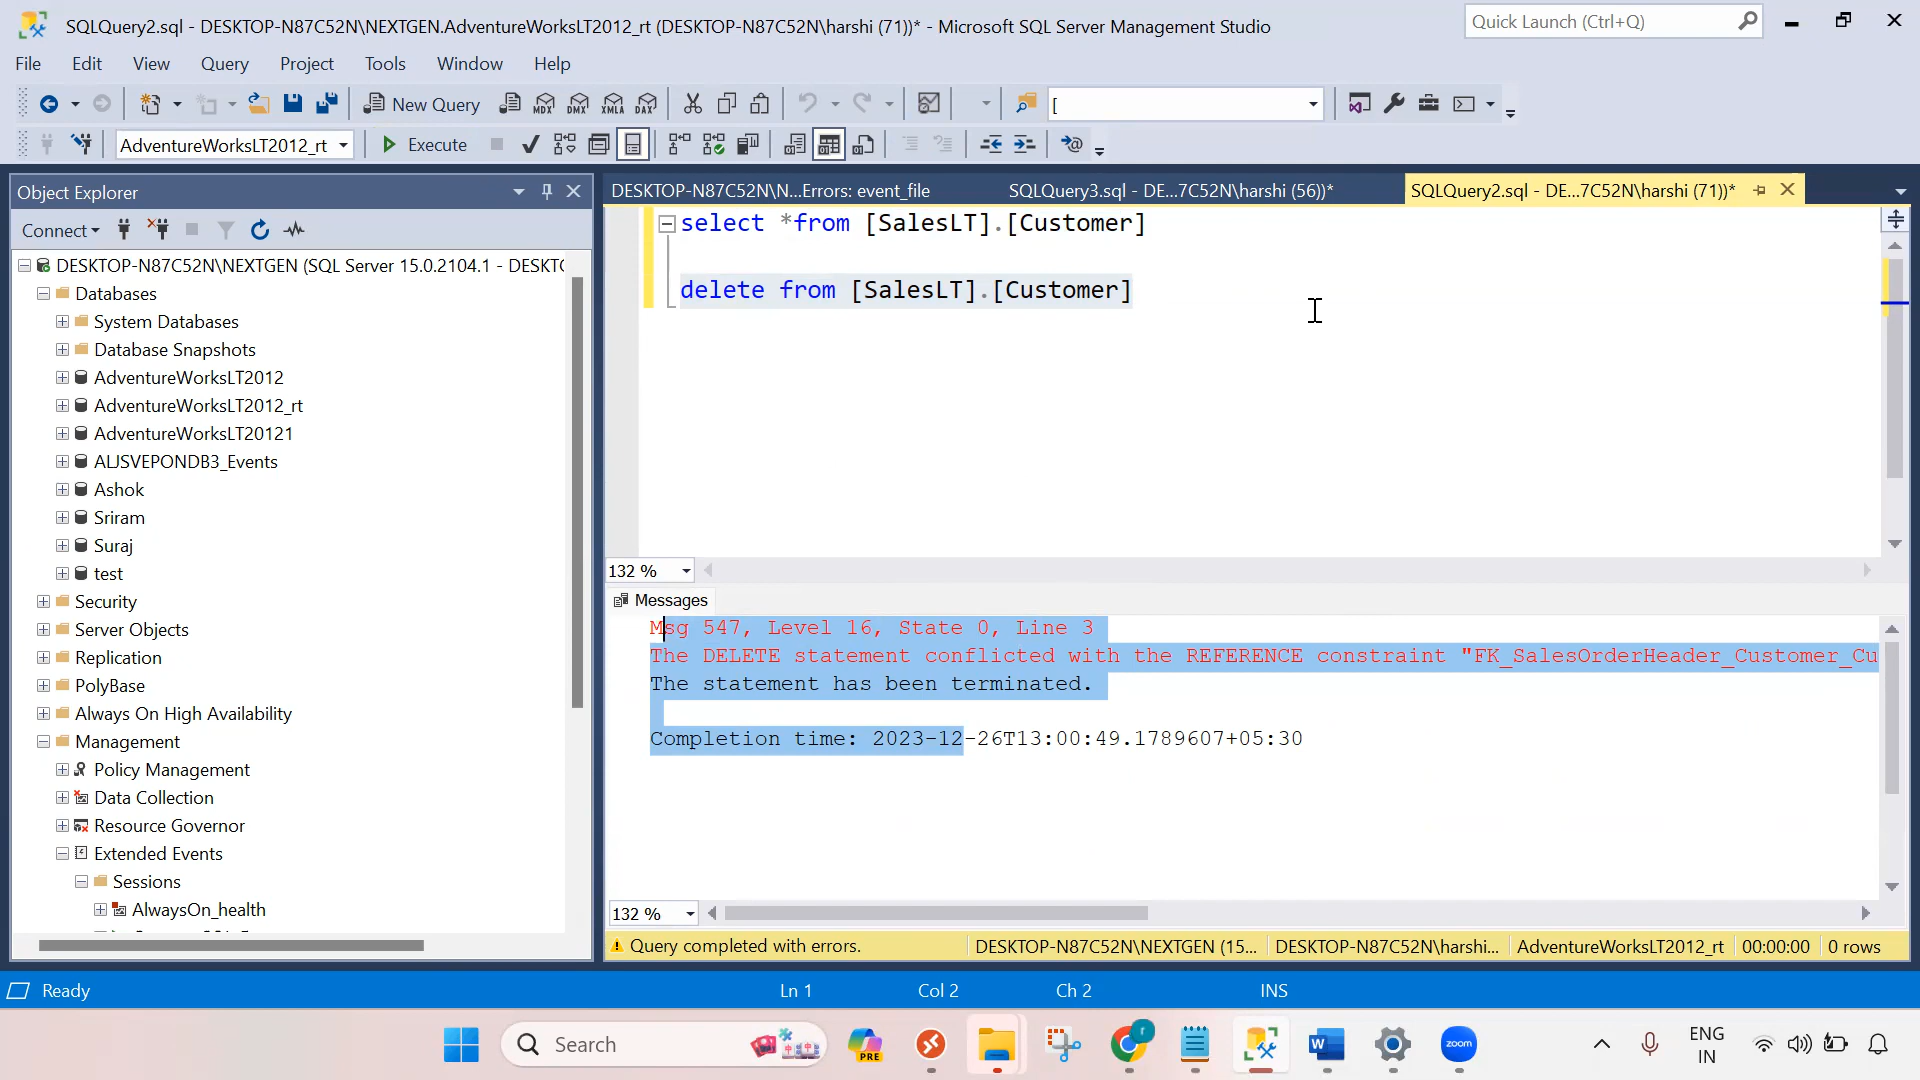 SQLQuery2.sql - DESKTOP-N87C52N\NEXTGEN.AdventureWorksLT2012_rt (DESKTOP-N87C52N\harshi (71))* - Microsoft SQL Server Management Studio
Quick Launch (Ctrl+Q)
File Edit View Query Project Tools Window Help
New Query
MDX DMX XMLA DAX
[
AdventureWorksLT2012_rt
Execute
Object Explorer
DESKTOP-N87C52N\N...Errors: event_file
SQLQuery3.sql - DE...7C52N\harshi (56))*
SQLQuery2.sql - DE...7C52N\harshi (71))*
Connect
DESKTOP-N87C52N\NEXTGEN (SQL Server 15.0.2104.1 - DESKTO
Databases
System Databases
Database Snapshots
AdventureWorksLT2012
AdventureWorksLT2012_rt
AdventureWorksLT20121
ALJSVEPONDB3_Events
Ashok
Sriram
Suraj
test
Security
Server Objects
Replication
PolyBase
Always On High Availability
Management
Policy Management
Data Collection
Resource Governor
Extended Events
Sessions
AlwaysOn_health
select *from [SalesLT].[Customer]
delete from [SalesLT].[Customer]
132 %
Messages
Msg 547, Level 16, State 0, Line 3
The DELETE statement conflicted with the REFERENCE constraint "FK_SalesOrderHeader_Customer_Cu
The statement has been terminated.
Completion time: 2023-12-26T13:00:49.1789607+05:30
132 %
Query completed with errors.
DESKTOP-N87C52N\NEXTGEN (15...
DESKTOP-N87C52N\harshi...
AdventureWorksLT2012_rt
00:00:00
0 rows
Ready
Ln 1
Col 2
Ch 2
INS
Search
PRE
zoom
ENG
IN